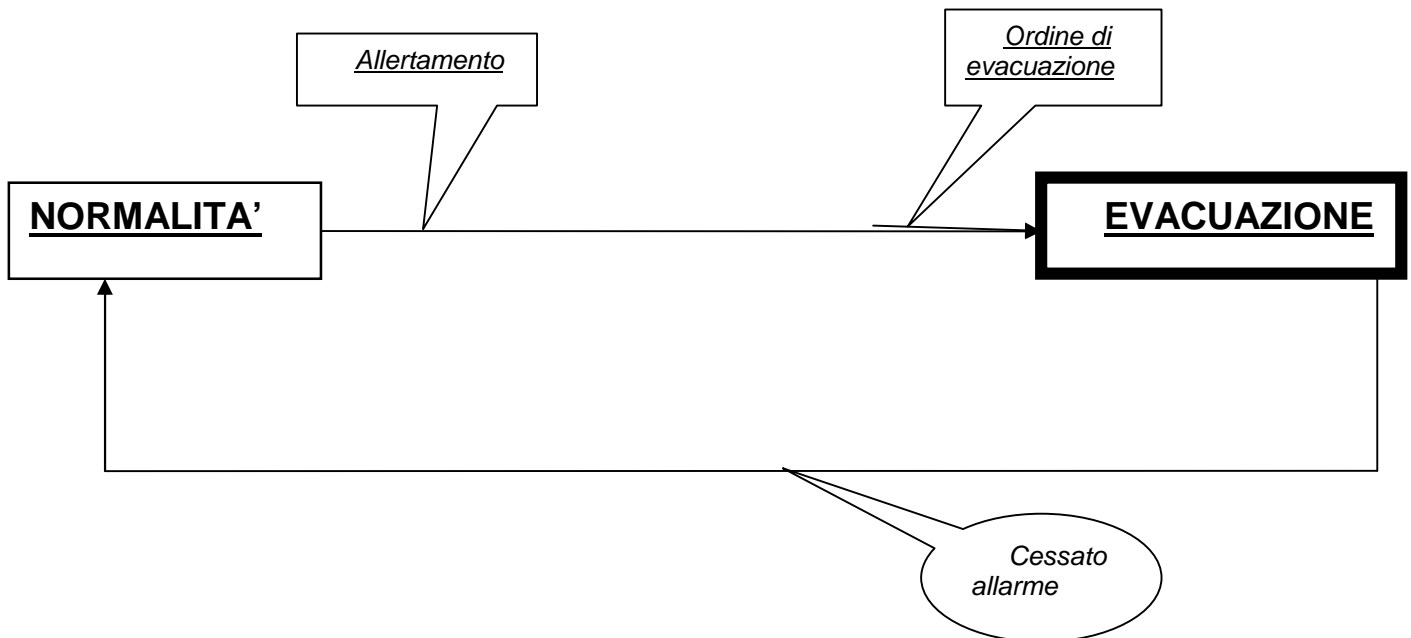 Allertamento
Ordine di
evacuazione
NORMALITA’
EVACUAZIONE
Cessato
allarme